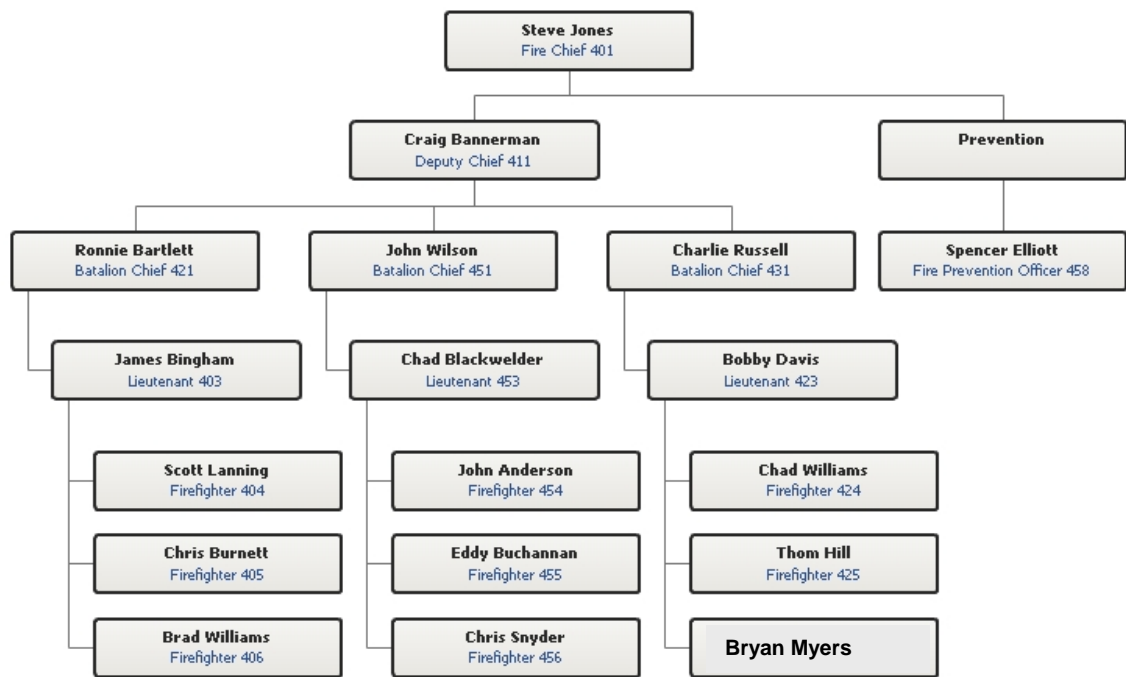 Steve Jones
Fire Chief 401
Craig Bannerman
Deputy Chief 411
Prevention
Ronnie Bartlett
Batalion Chief 421
John Wilson
Batalion Chief 451
Charlie Russell
Batalion Chief 431
Spencer Elliott
Fire Prevention Officer 458
James Bingham
Lieutenant 403
Chad Blackwelder
Lieutenant 453
Bobby Davis
Lieutenant 423
Scott Lanning
Firefighter 404
John Anderson
Firefighter 454
Chad Williams
Firefighter 424
Chris Burnett
Firefighter 405
Eddy Buchannan
Firefighter 455
Thom Hill
Firefighter 425
Brad Williams
Firefighter 406
Chris Snyder
Firefighter 456
Bryan Myers